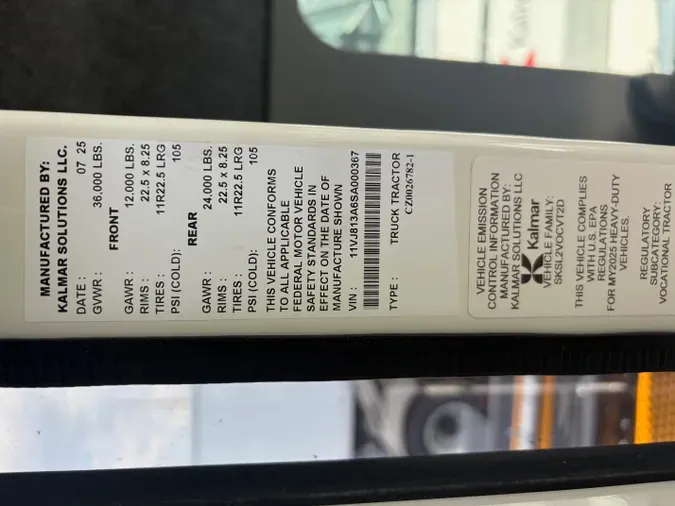 MANUFACTURED BY:
KALMAR SOLUTIONS LLC.
DATE : 07 25
GVWR : 36,000 LBS.
FRONT
GAWR : 12,000 LBS.
RIMS : 22.5 x 8.25
TIRES : 11R22.5 LRG
PSI (COLD): 105
REAR
GAWR : 24,000 LBS.
RIMS : 22.5 x 8.25
TIRES : 11R22.5 LRG
PSI (COLD): 105
THIS VEHICLE CONFORMS
TO ALL APPLICABLE
FEDERAL MOTOR VEHICLE
SAFETY STANDARDS IN
EFFECT ON THE DATE OF
MANUFACTURE SHOWN
VIN : 11VJ813A6SA000367
TYPE : TRUCK TRACTOR
CZ0026782-1
VEHICLE EMISSION
CONTROL INFORMATION
MANUFACTURED BY:
KALMAR SOLUTIONS LLC
Kalmar
VEHICLE FAMILY:
SKSL2VOCVT2D
THIS VEHICLE COMPLIES
WITH U.S. EPA
REGULATIONS
FOR MY2025 HEAVY-DUTY
VEHICLES.
REGULATORY
SUBCATEGORY:
VOCATIONAL TRACTOR